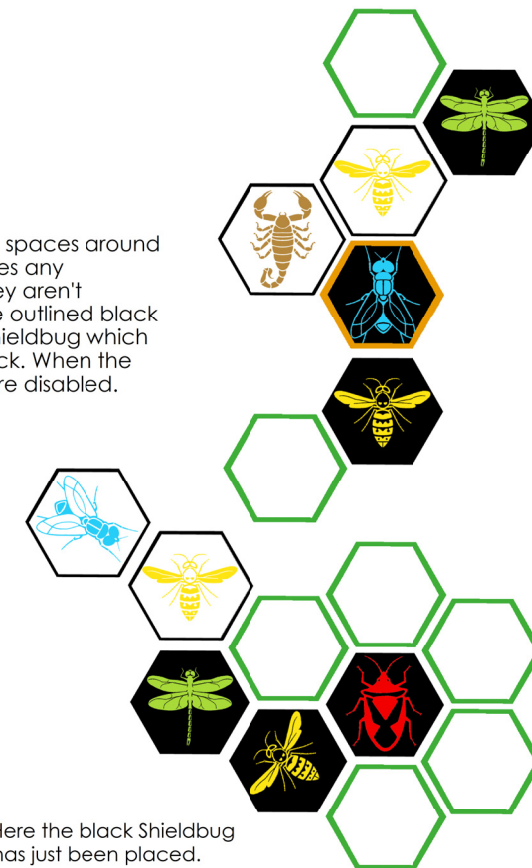 spaces around
es any
ey aren't
e outlined black
hieldbug which
ck. When the
re disabled.
Here the black Shieldbug
has just been placed.